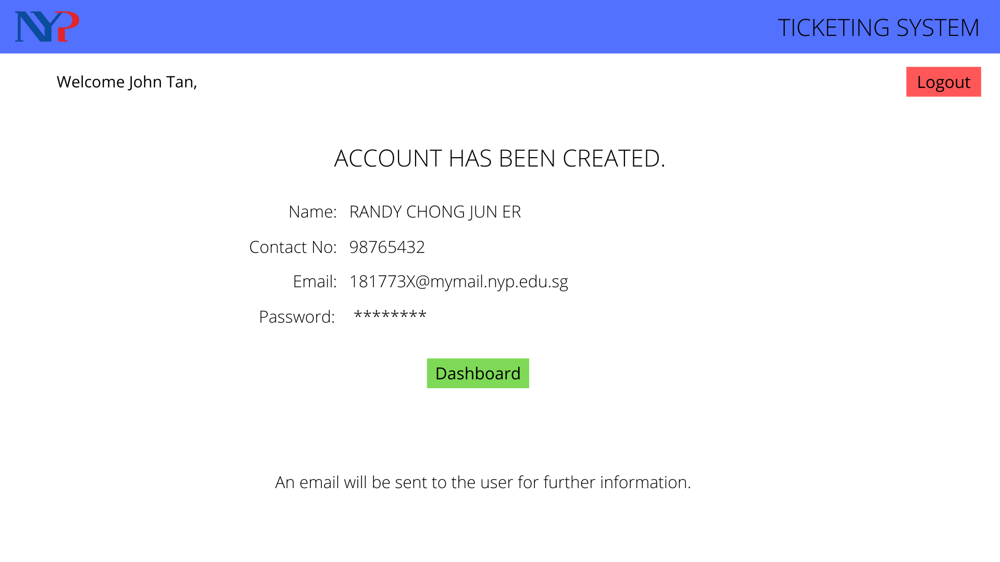 NYP
TICKETING SYSTEM
Welcome John Tan,
Logout
ACCOUNT HAS BEEN CREATED.
Name: RANDY CHONG JUN ER
Contact No: 98765432
Email: 181773X@mymail.nyp.edu.sg
Password: ********
Dashboard
An email will be sent to the user for further information.